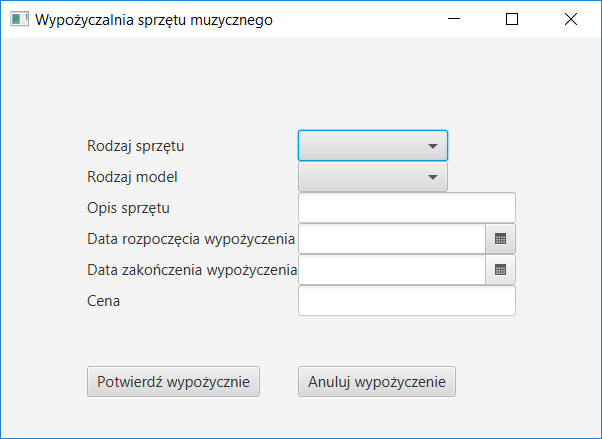 Wypożyczalnia sprzętu muzycznego
Rodzaj sprzętu
Rodzaj model
Opis sprzętu
Data rozpoczęcia wypożyczenia
Data zakończenia wypożyczenia
Cena
Potwierdź wypożycznie Anuluj wypożyczenie